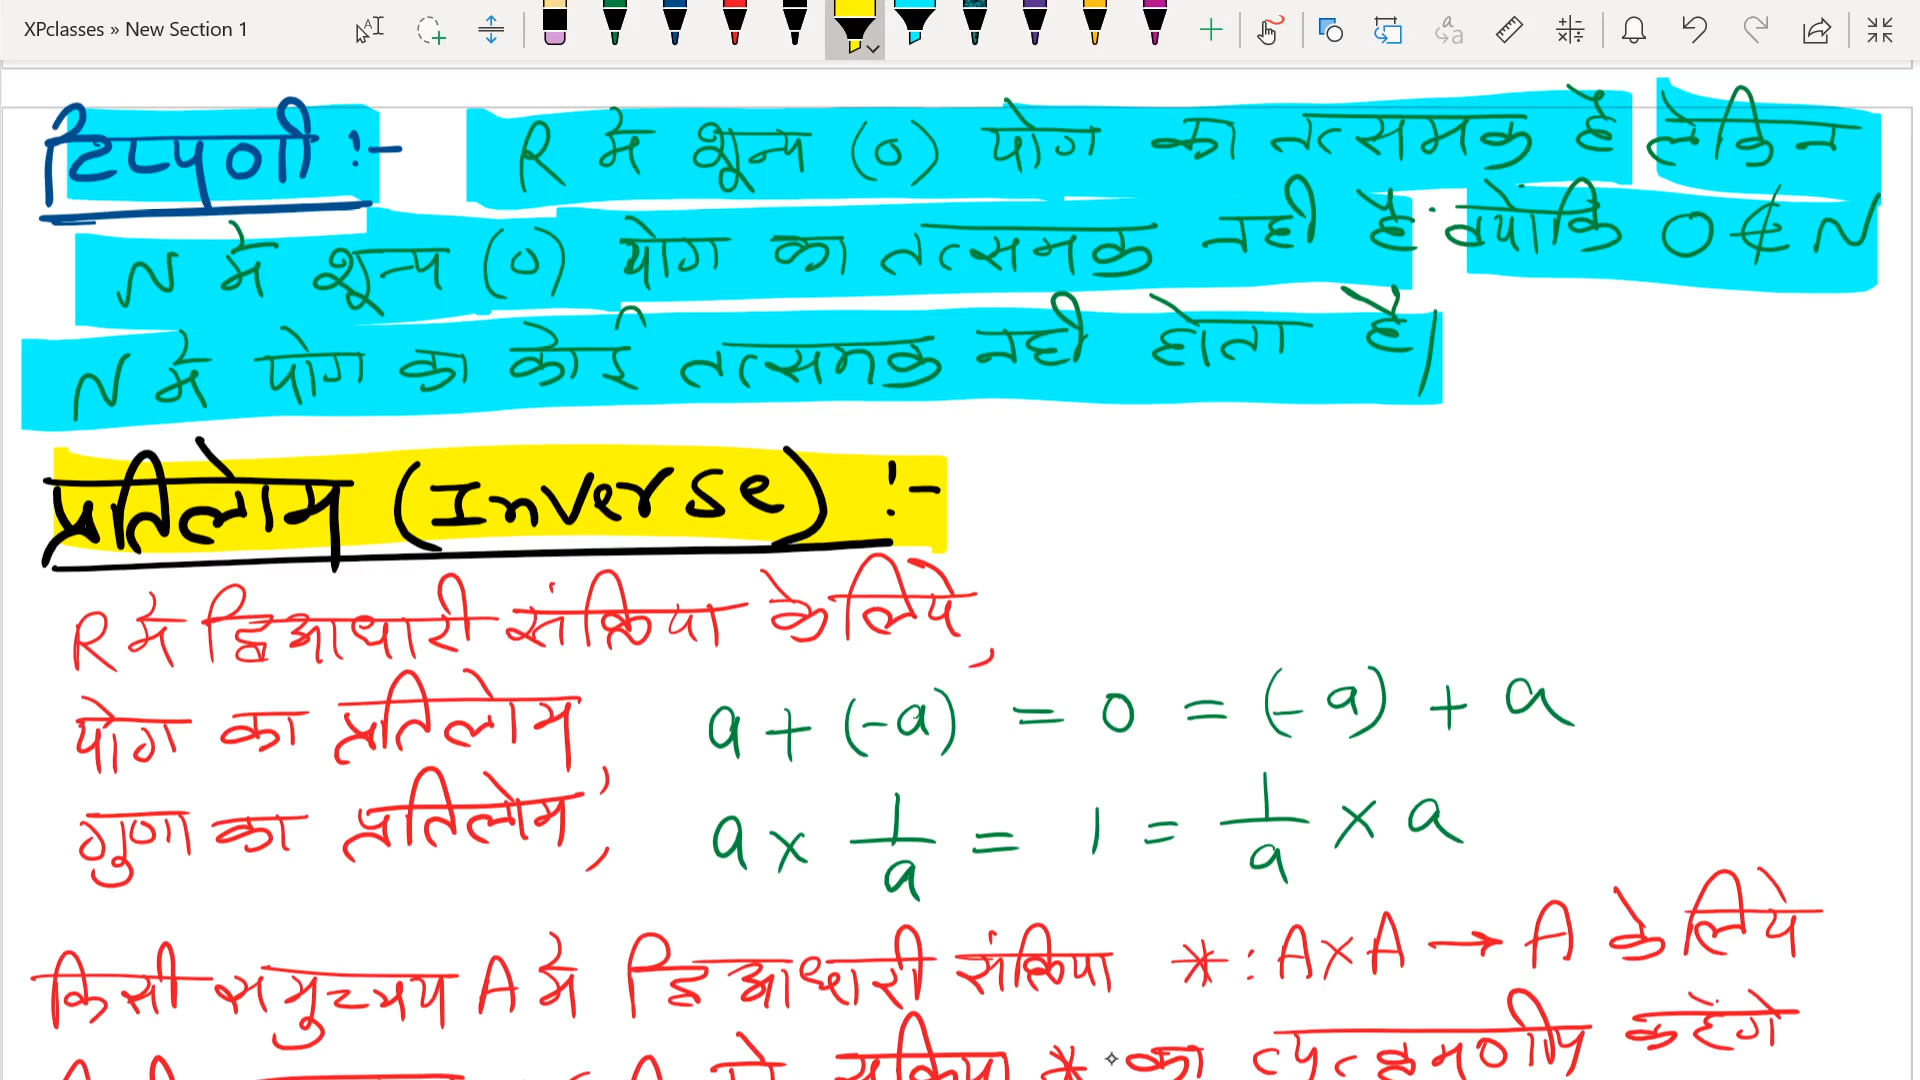 XPclasses » New Section 1
टिप्पणी :- R में शून्य (0) योग का तत्समक है लेकिन
N में शून्य (0) योग का तत्समक नही है. क्योकि 0 ∉ N
N में योग का कोई तत्समक नही होता है।
प्रतिलोम (Inverse) :-
R में द्विआधारी संक्रिया के लिये,
योग का प्रतिलोम, a + (-a) = 0 = (-a) + a
गुणा का प्रतिलोम, a × 1/a = 1 = 1/a × a
किसी समुच्चय A में द्विआधारी संक्रिया * : A×A → A के लिये
संक्रिया * का व्युत्क्रमणीय कहेंगे